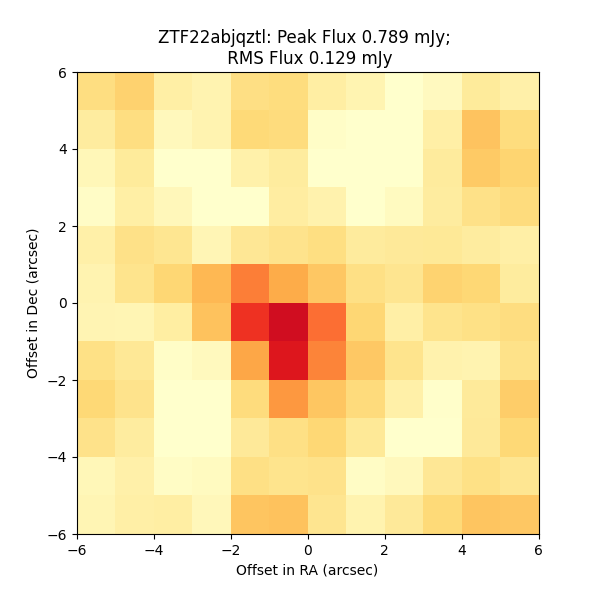 ZTF22abjqztl: Peak Flux 0.789 mJy;
RMS Flux 0.129 mJy
6
4
2
0
−2
−4
−6
Offset in Dec (arcsec)
−6 −4 −2 0 2 4 6
Offset in RA (arcsec)